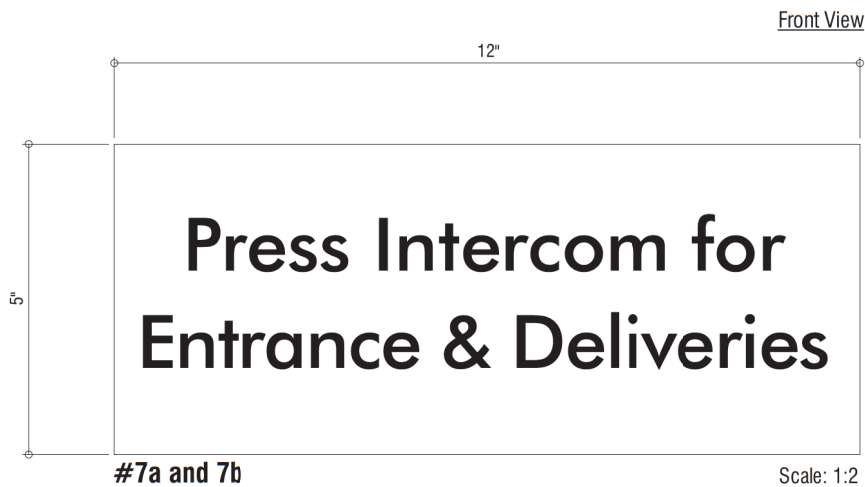 Front View
12"
5"
Press Intercom for
Entrance & Deliveries
#7a and 7b
Scale: 1:2